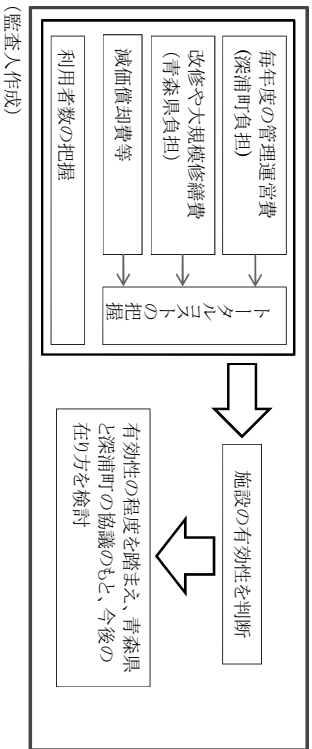 毎年度の管理運営費
(深浦町負担)
改修や大規模修繕費
(青森県負担)
減価償却費等
トー
タル
コスト
の把
握
利用者数の把握
施設の有効性を判断
有効性の程度を踏まえ、青森県
と深浦町の協議のもと、今後の
在り方を検討
(監査人作成)